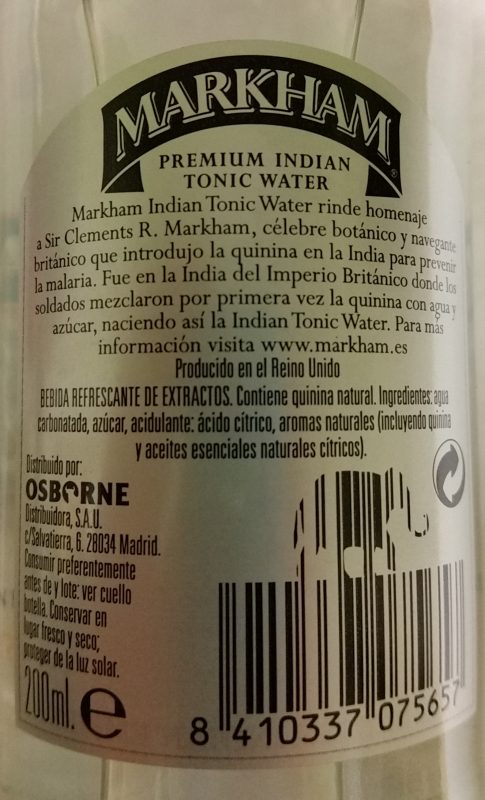 MARKHAM®
PREMIUM INDIAN
TONIC WATER
Markham Indian Tonic Water rinde homenaje
a Sir Clements R. Markham, célebre botánico y navegante
británico que introdujo la quinina en la India para prevenir
la malaria. Fue en la India del Imperio Británico donde los
soldados mezclaron por primera vez la quinina con agua y
azúcar, naciendo así la Indian Tonic Water. Para más
información visita www.markham.es
Producido en el Reino Unido
BEBIDA REFRESCANTE DE EXTRACTOS. Contiene quinina natural. Ingredientes: agua
carbonatada, azúcar, acidulante: ácido cítrico, aromas naturales (incluyendo quinina
y aceites esenciales naturales cítricos).
Distribuido por:
OSBORNE
Distribuidora, S.A.U.
c/Salvatierra, 6. 28034 Madrid.
Consumir preferentemente
antes de y lote: ver cuello
botella. Conservar en
lugar fresco y seco;
proteger de la luz solar.
200ml. e
8 410337 075657